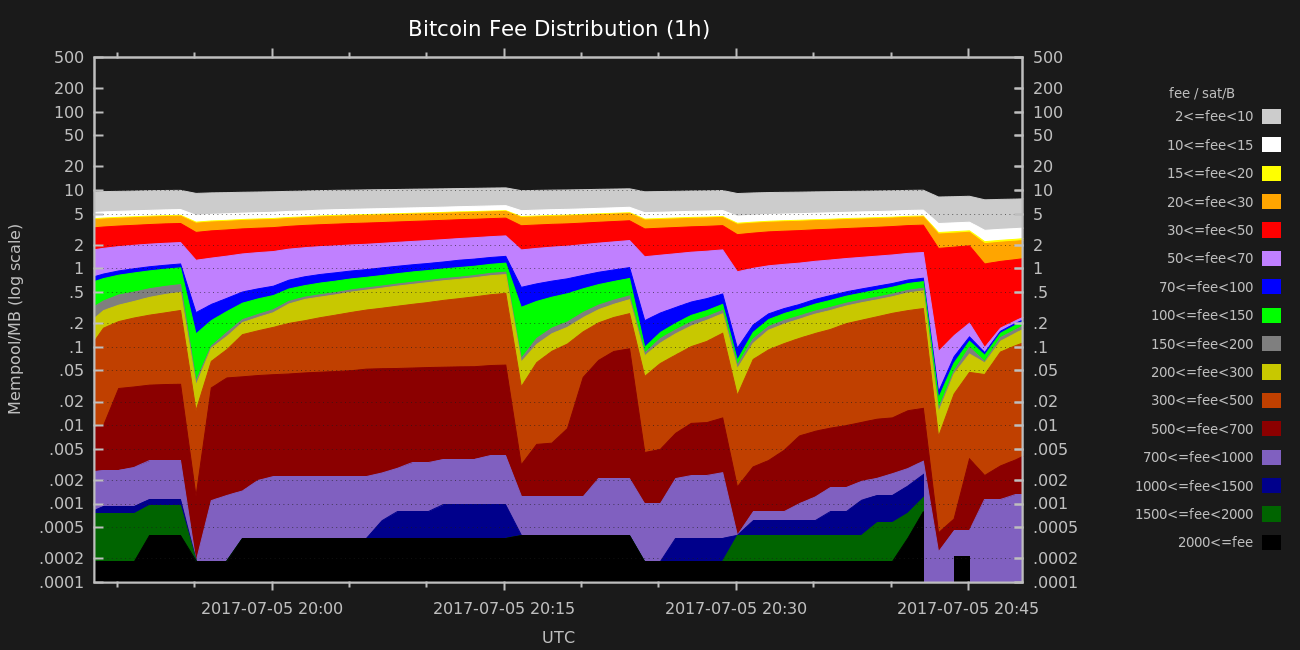 Bitcoin Fee Distribution (1h)
500 500
200 200
100 100
50 50
20 20
10 10
5 5
2 2
1 1
.5 .5
.2 .2
.1 .1
.05 .05
.02 .02
.01 .01
.005 .005
.002 .002
.001 .001
.0005 .0005
.0002 .0002
.0001 .0001
Mempool/MB (log scale)
2017-07-05 20:00 2017-07-05 20:15 2017-07-05 20:30 2017-07-05 20:45
UTC
fee / sat/B
2<=fee<10
10<=fee<15
15<=fee<20
20<=fee<30
30<=fee<50
50<=fee<70
70<=fee<100
100<=fee<150
150<=fee<200
200<=fee<300
300<=fee<500
500<=fee<700
700<=fee<1000
1000<=fee<1500
1500<=fee<2000
2000<=fee